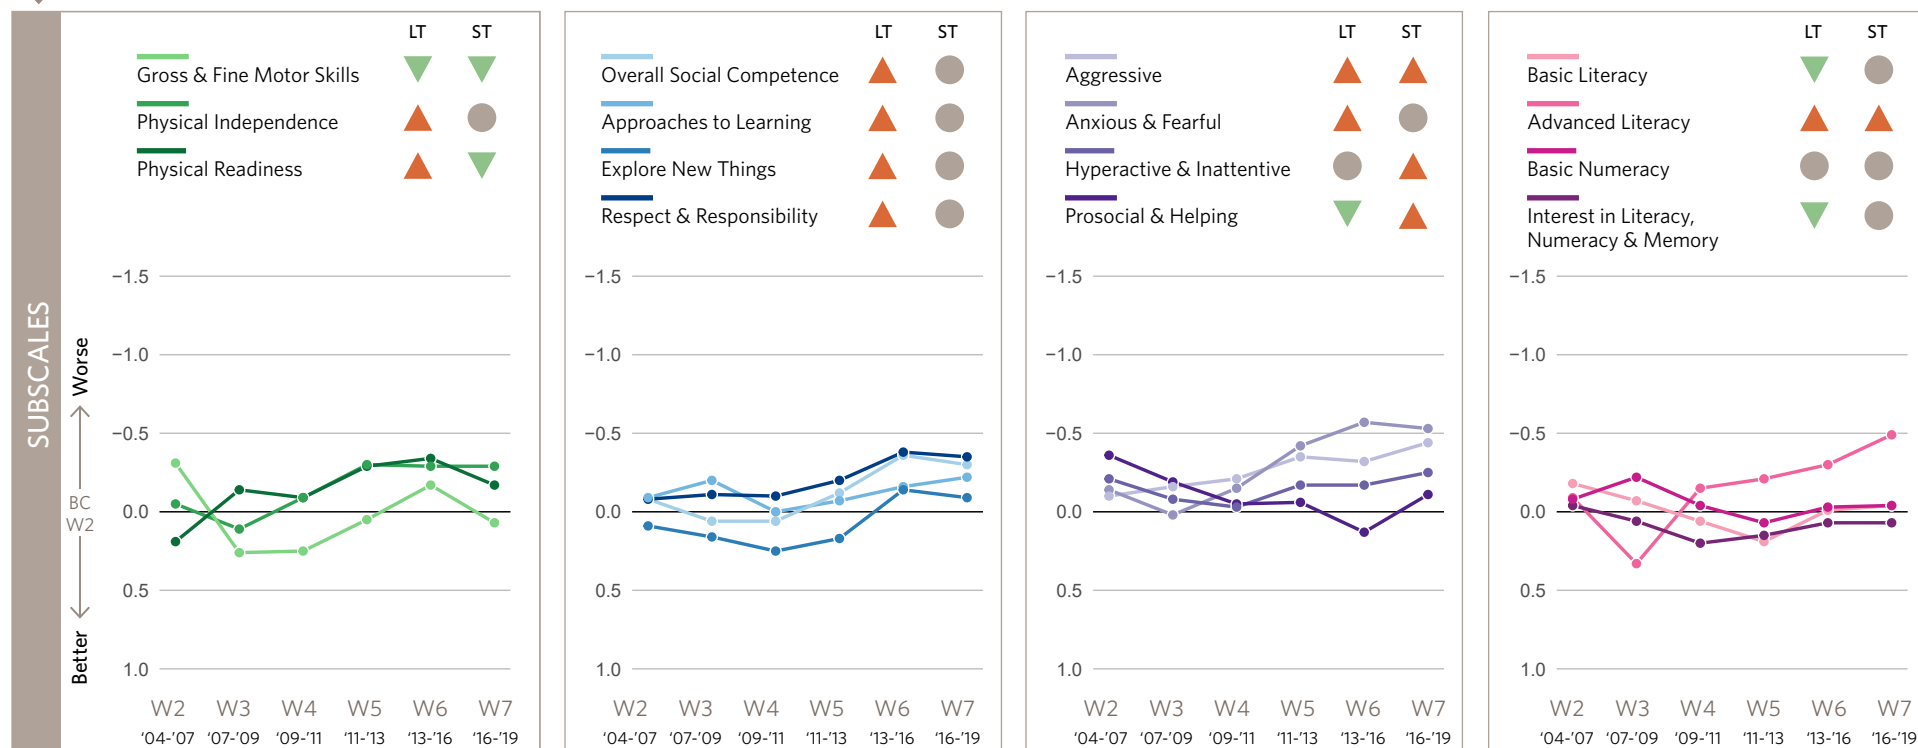 SUBSCALES
Worse
BC
W2
Better
LT ST
Gross & Fine Motor Skills
Physical Independence
Physical Readiness
−1.5
−1.0
−0.5
0.0
0.5
1.0
W2 W3 W4 W5 W6 W7
‘04-‘07 ‘07-‘09 ‘09-‘11 ‘11-‘13 ‘13-‘16 ‘16-‘19
LT ST
Overall Social Competence
Approaches to Learning
Explore New Things
Respect & Responsibility
−1.5
−1.0
−0.5
0.0
0.5
1.0
W2 W3 W4 W5 W6 W7
‘04-‘07 ‘07-‘09 ‘09-‘11 ‘11-‘13 ‘13-‘16 ‘16-‘19
LT ST
Aggressive
Anxious & Fearful
Hyperactive & Inattentive
Prosocial & Helping
−1.5
−1.0
−0.5
0.0
0.5
1.0
W2 W3 W4 W5 W6 W7
‘04-‘07 ‘07-‘09 ‘09-‘11 ‘11-‘13 ‘13-‘16 ‘16-‘19
LT ST
Basic Literacy
Advanced Literacy
Basic Numeracy
Interest in Literacy,
Numeracy & Memory
−1.5
−1.0
−0.5
0.0
0.5
1.0
W2 W3 W4 W5 W6 W7
‘04-‘07 ‘07-‘09 ‘09-‘11 ‘11-‘13 ‘13-‘16 ‘16-‘19